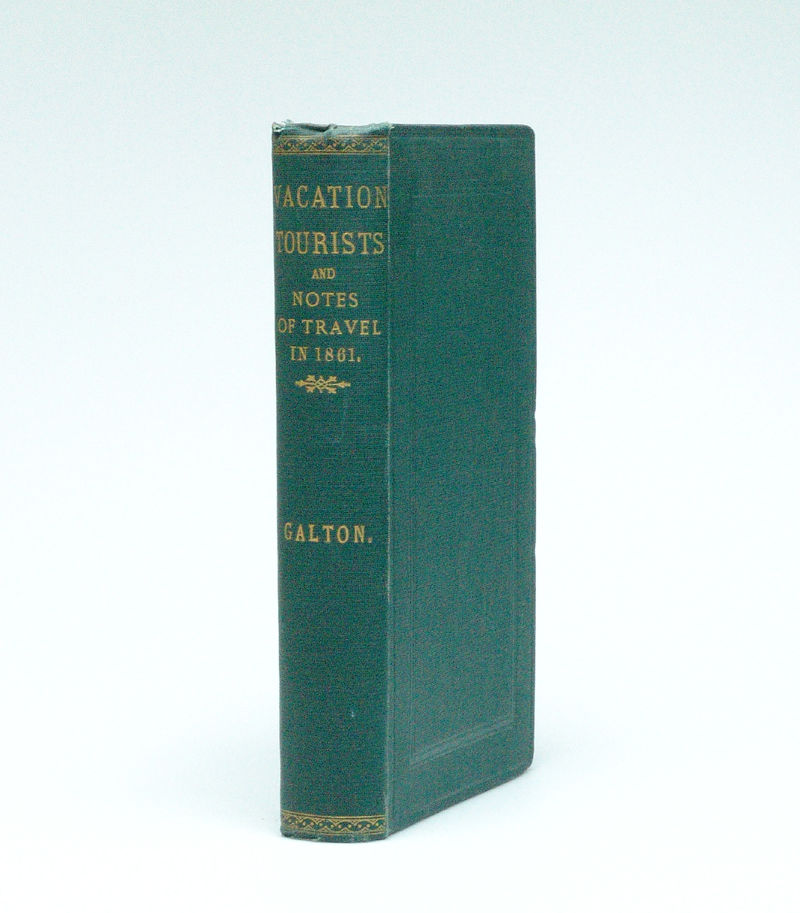 VACATION
TOURISTS
AND
NOTES
OF TRAVEL
IN 1861.
GALTON.